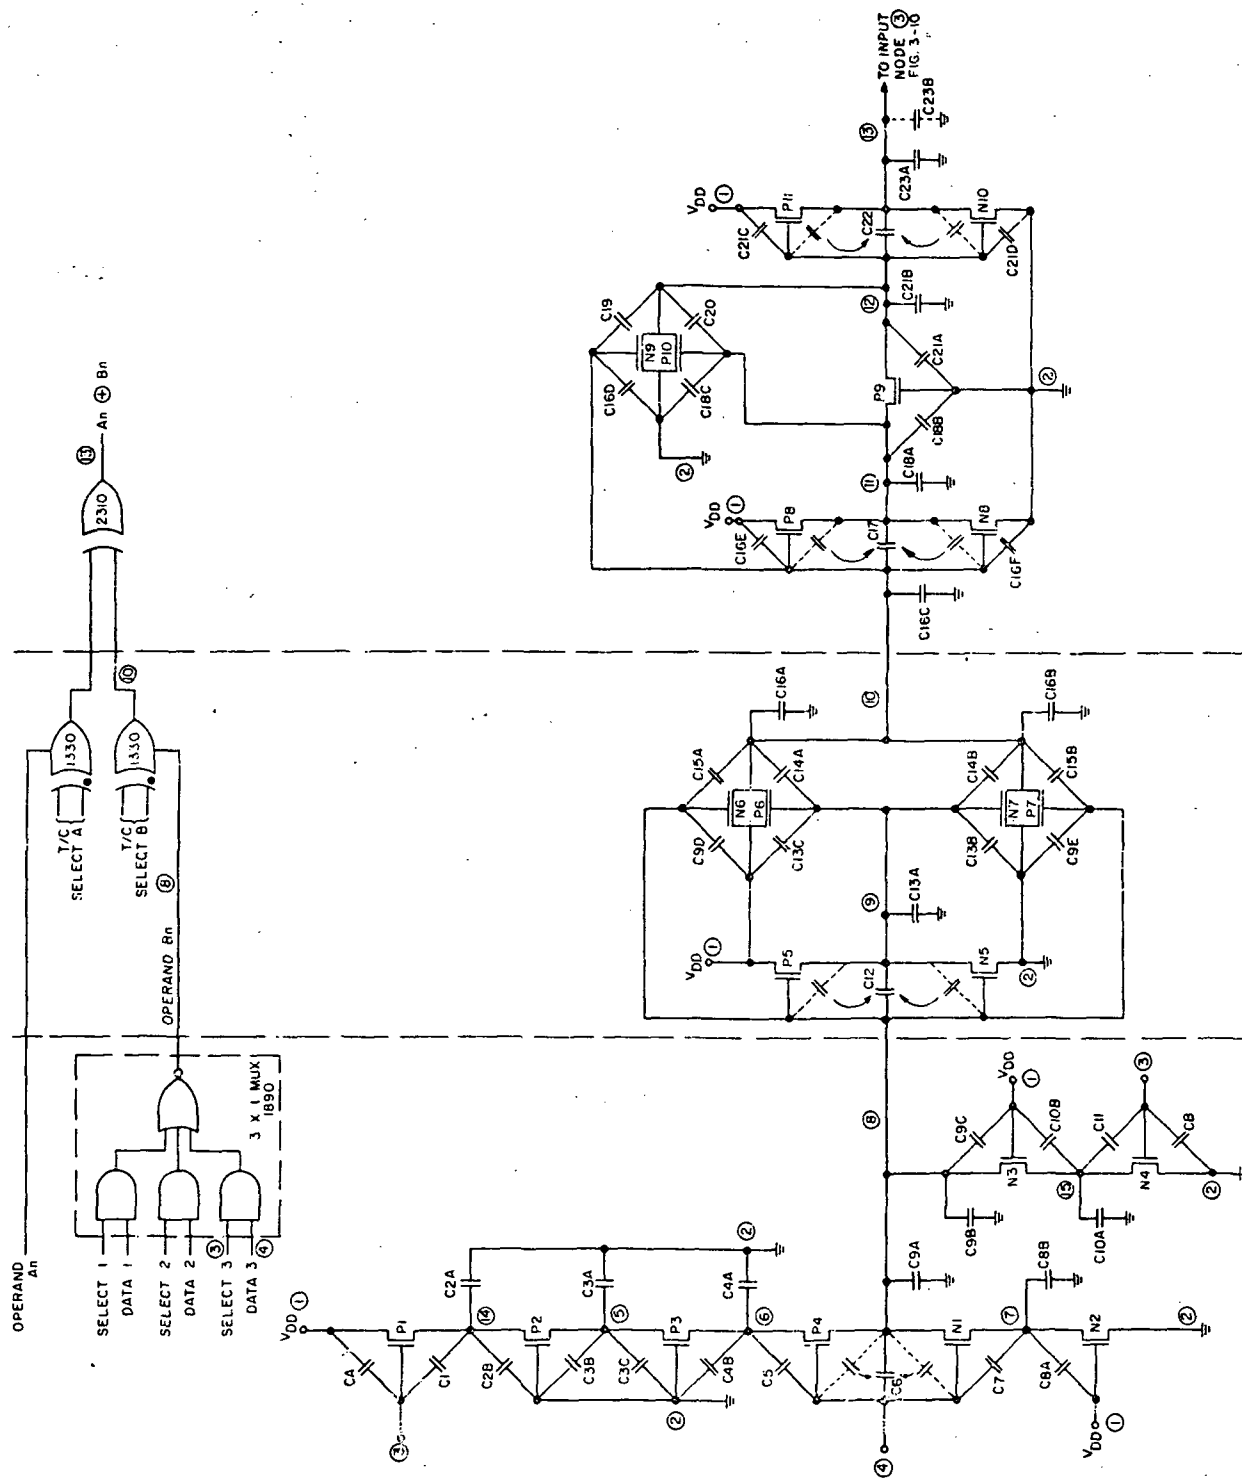 OPERAND
An
SELECT 1
DATA 1
SELECT 2
DATA 2
SELECT 3
DATA 3
③
④
3 X 1 MUX
1890
OPERAND Bn
⑧
T/C
SELECT A
T/C
SELECT B
1330
1330
⑩
2310
⑬
An ⊕ Bn
VDD ①
CA
P1
C1
③
⑭
C2A
C2B
P2
C3B
⑤
C3A
C3C
P3
C4B
②
⑥
C4A
②
C5
P4
C6
④
N1
C7
⑦
C8B
C8A
N2
VDD ①
②
C9A
⑧
C9B
C9C
N3
VDD
①
C10B
⑮
C10A
C11
N4
C8
③
②
VDD ①
P5
C12
N5
②
⑨
C13A
C9D
N6
P6
C15A
C14A
C13C
C16A
C13B
N7
P7
C14B
C15B
C9E
C16B
⑩
C16C
VDD ①
C16E
P8
C17
N8
C16F
⑪
C18A
C18B
P9
C21A
②
C16D
N9
P10
C19
C20
C18C
②
⑫
C21B
VDD ①
C21C
P11
C22
N10
C21D
C23A
⑬
C23B
TO INPUT
NODE ③
FIG. 3-10